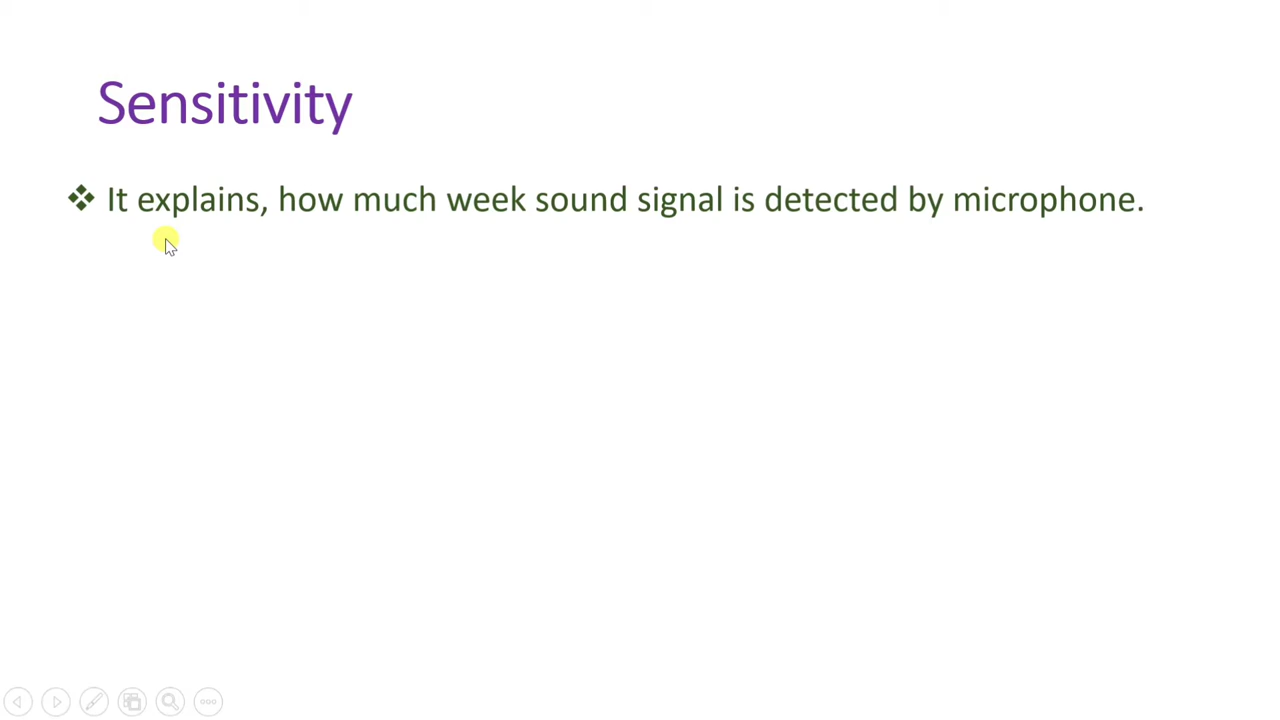 Sensitivity
It explains, how much week sound signal is detected by microphone.